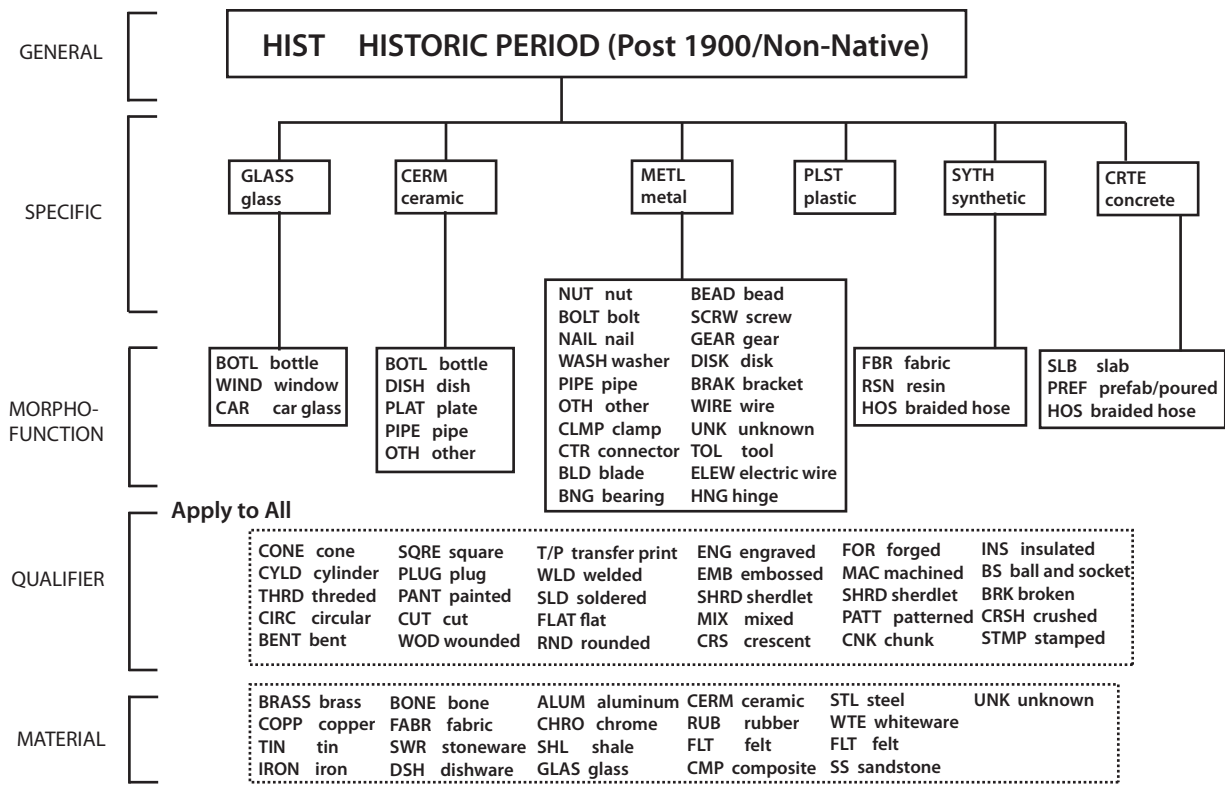 GENERAL
HIST HISTORIC PERIOD (Post 1900/Non-Native)
SPECIFIC
GLASS
glass
CERM
ceramic
METL
metal
PLST
plastic
SYTH
synthetic
CRTE
concrete
MORPHO-
FUNCTION
BOTL bottle
WIND window
CAR car glass
BOTL bottle
DISH dish
PLAT plate
PIPE pipe
OTH other
NUT nut
BOLT bolt
NAIL nail
WASH washer
PIPE pipe
OTH other
CLMP clamp
CTR connector
BLD blade
BNG bearing
BEAD bead
SCRW screw
GEAR gear
DISK disk
BRAK bracket
WIRE wire
UNK unknown
TOL tool
ELEW electric wire
HNG hinge
FBR fabric
RSN resin
HOS braided hose
SLB slab
PREF prefab/poured
HOS braided hose
Apply to All
QUALIFIER
CONE cone
CYLD cylinder
THRD threded
CIRC circular
BENT bent
SQRE square
PLUG plug
PANT painted
CUT cut
WOD wounded
T/P transfer print
WLD welded
SLD soldered
FLAT flat
RND rounded
ENG engraved
EMB embossed
SHRD sherdlet
MIX mixed
CRS crescent
FOR forged
MAC machined
SHRD sherdlet
PATT patterned
CNK chunk
INS insulated
BS ball and socket
BRK broken
CRSH crushed
STMP stamped
MATERIAL
BRASS brass
COPP copper
TIN tin
IRON iron
BONE bone
FABR fabric
SWR stoneware
DSH dishware
ALUM aluminum
CHRO chrome
SHL shale
GLAS glass
CERM ceramic
RUB rubber
FLT felt
CMP composite
STL steel
WTE whiteware
FLT felt
SS sandstone
UNK unknown